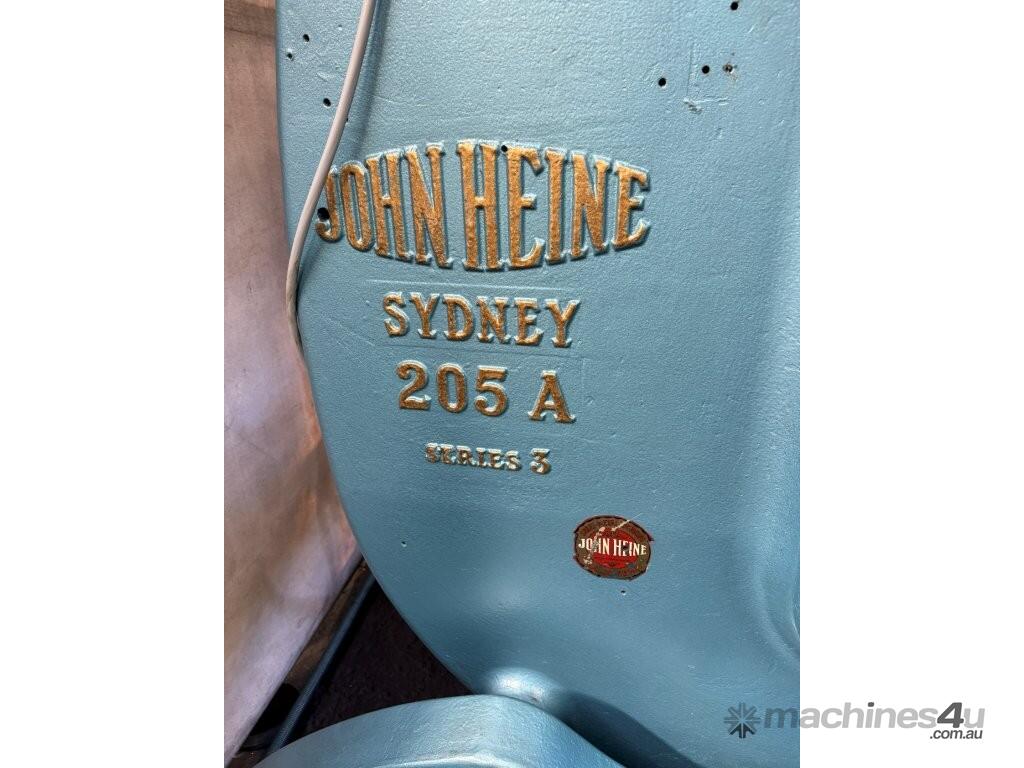 JOHN HEINE
SYDNEY
205 A
SERIES 3
JOHN HEINE
machines4u
.com.au